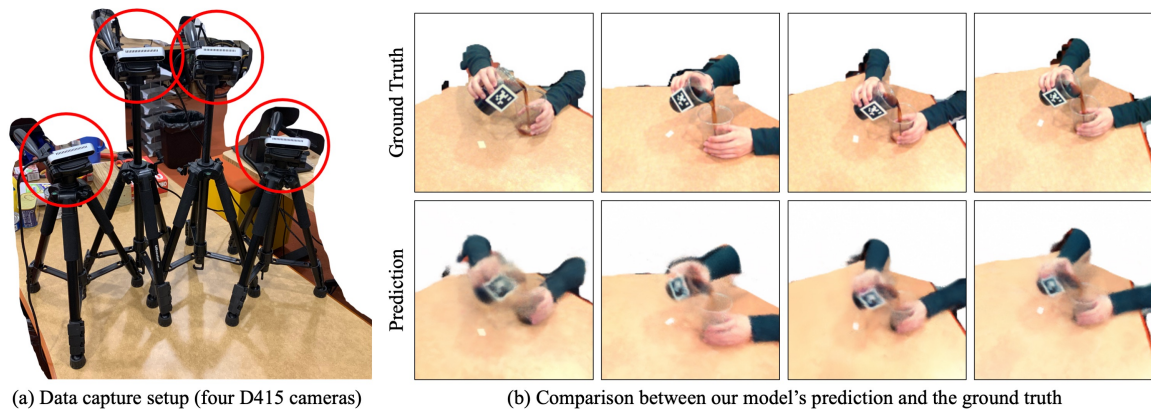 Ground Truth
Prediction
(a) Data capture setup (four D415 cameras)
(b) Comparison between our model's prediction and the ground truth